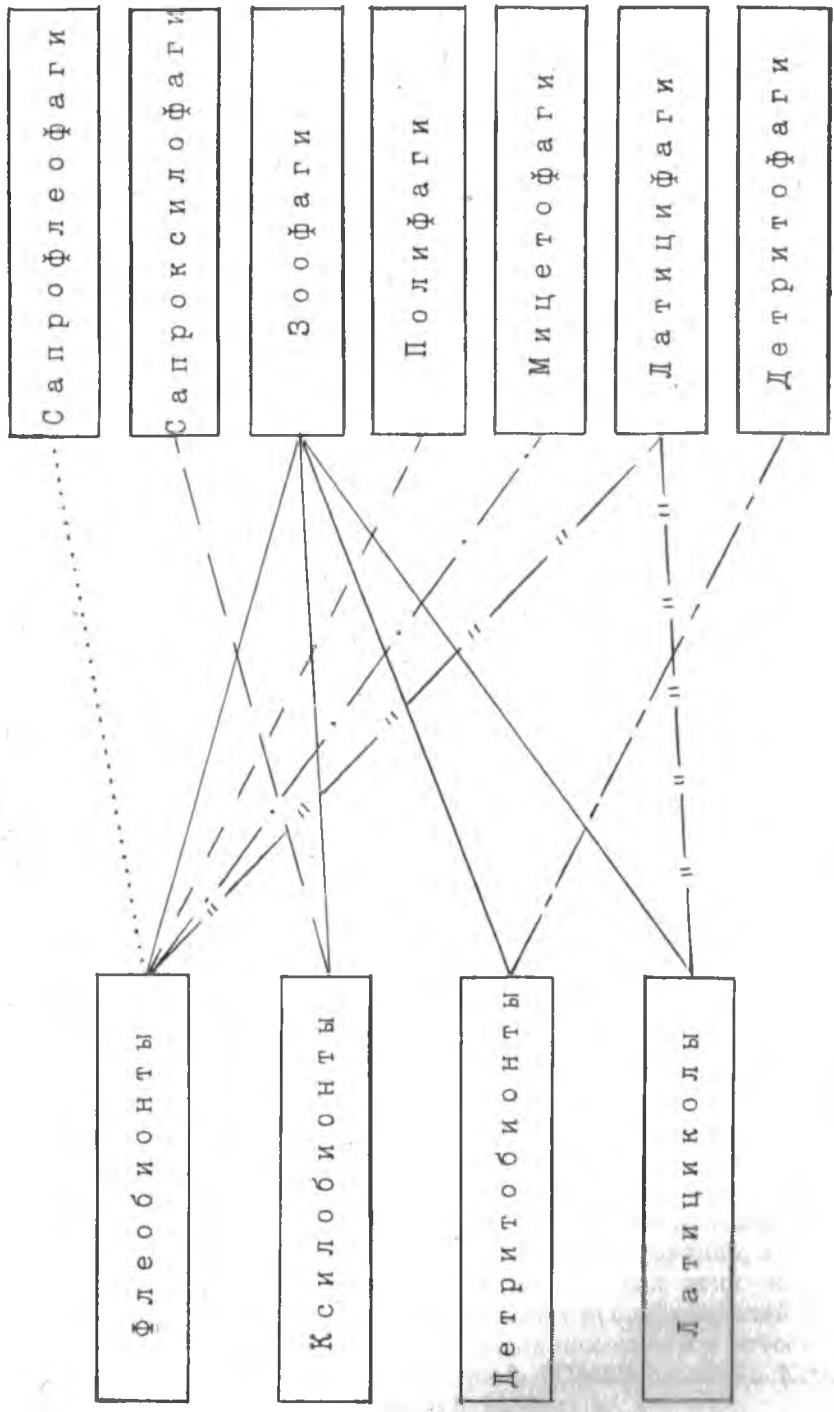 Сапрофлеофаги
Сапроксилофаги
Зоофаги
Полифаги
Мицетофаги
Латицифаги
Детритофаги
Флеобионты
Ксилобионты
Детритобионты
Латициколы